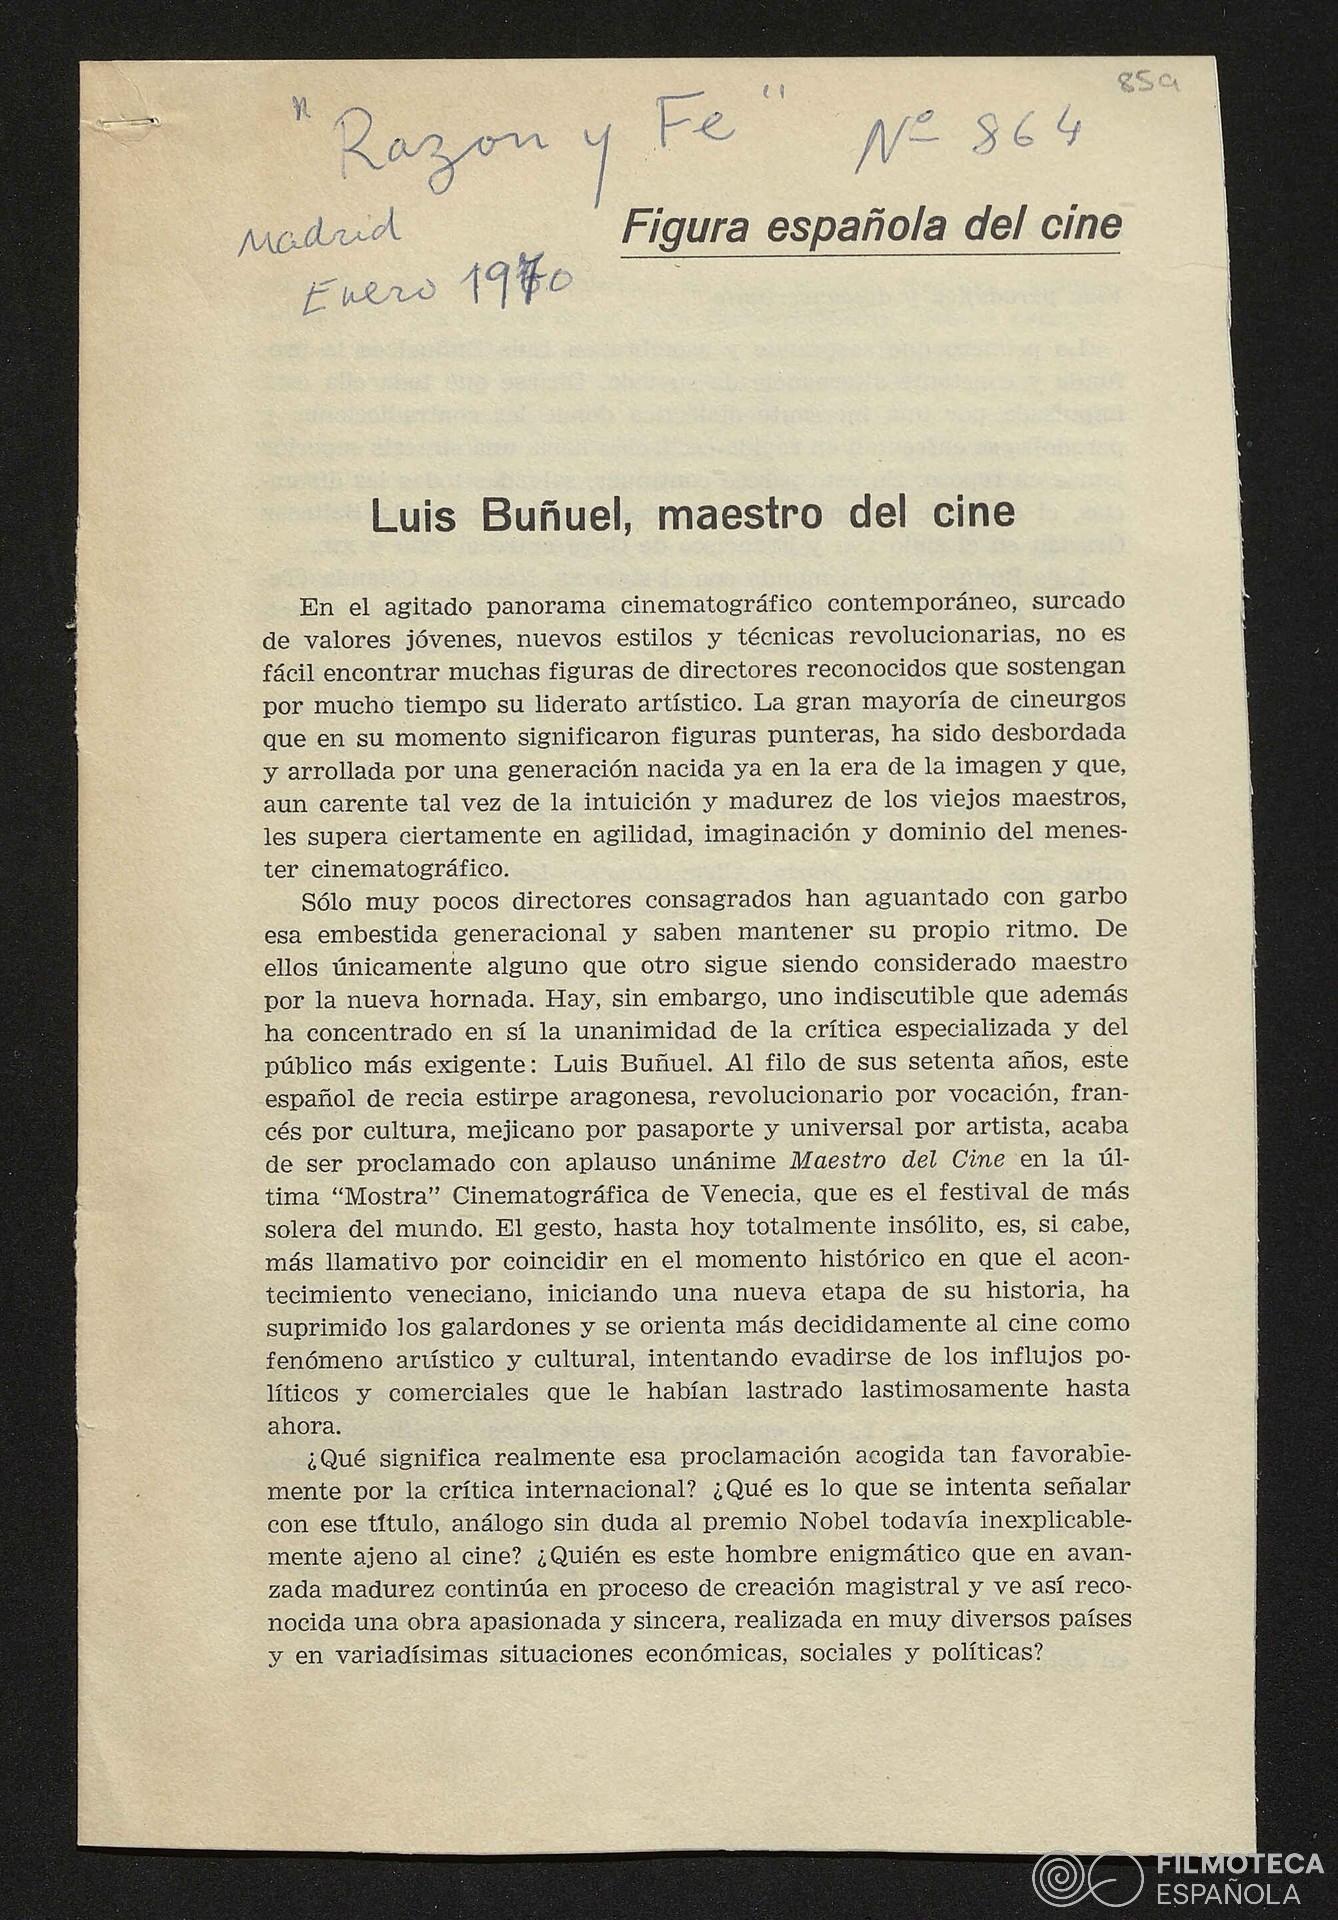 85a
"Razon y Fe" Nº 864
Madrid
Enero 1970
Figura española del cine
Luis Buñuel, maestro del cine
En el agitado panorama cinematográfico contemporáneo, surcado
de valores jóvenes, nuevos estilos y técnicas revolucionarias, no es
fácil encontrar muchas figuras de directores reconocidos que sostengan
por mucho tiempo su liderato artístico. La gran mayoría de cineurgos
que en su momento significaron figuras punteras, ha sido desbordada
y arrollada por una generación nacida ya en la era de la imagen y que,
aun carente tal vez de la intuición y madurez de los viejos maestros,
les supera ciertamente en agilidad, imaginación y dominio del menes-
ter cinematográfico.
Sólo muy pocos directores consagrados han aguantado con garbo
esa embestida generacional y saben mantener su propio ritmo. De
ellos únicamente alguno que otro sigue siendo considerado maestro
por la nueva hornada. Hay, sin embargo, uno indiscutible que además
ha concentrado en sí la unanimidad de la crítica especializada y del
público más exigente: Luis Buñuel. Al filo de sus setenta años, este
español de recia estirpe aragonesa, revolucionario por vocación, fran-
cés por cultura, mejicano por pasaporte y universal por artista, acaba
de ser proclamado con aplauso unánime Maestro del Cine en la úl-
tima “Mostra” Cinematográfica de Venecia, que es el festival de más
solera del mundo. El gesto, hasta hoy totalmente insólito, es, si cabe,
más llamativo por coincidir en el momento histórico en que el acon-
tecimiento veneciano, iniciando una nueva etapa de su historia, ha
suprimido los galardones y se orienta más decididamente al cine como
fenómeno artístico y cultural, intentando evadirse de los influjos po-
líticos y comerciales que le habían lastrado lastimosamente hasta
ahora.
¿Qué significa realmente esa proclamación acogida tan favorable-
mente por la crítica internacional? ¿Qué es lo que se intenta señalar
con ese título, análogo sin duda al premio Nobel todavía inexplicable-
mente ajeno al cine? ¿Quién es este hombre enigmático que en avan-
zada madurez continúa en proceso de creación magistral y ve así reco-
nocida una obra apasionada y sincera, realizada en muy diversos países
y en variadísimas situaciones económicas, sociales y políticas?
FILMOTECA
ESPAÑOLA